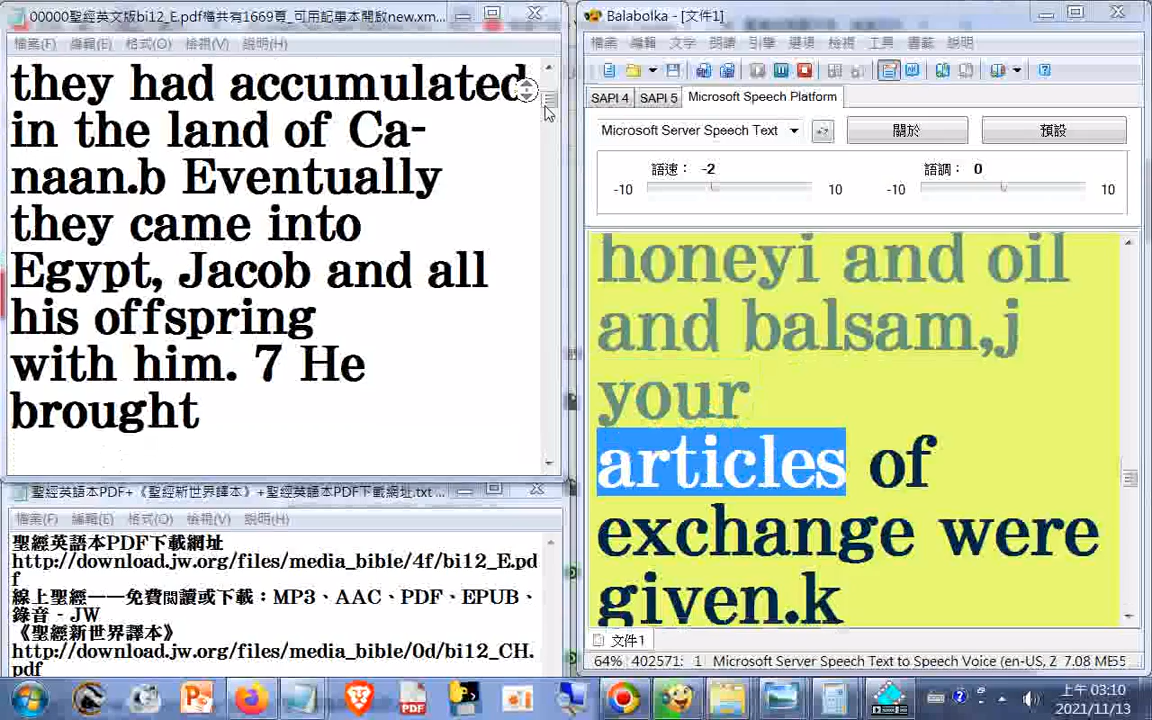 00000聖經英文版bi12_E.pdf檔共有1669頁_可用記事本開啟new.xm...
檔案(F) 編輯(E) 格式(O) 檢視(V) 說明(H)
they had accumulated
in the land of Ca-
naan.b Eventually
they came into
Egypt, Jacob and all
his offspring
with him. 7 He
brought
聖經英語本PDF+《聖經新世界譯本》+聖經英語本PDF下載網址.txt ...
檔案(F) 編輯(E) 格式(O) 檢視(V) 說明(H)
聖經英語本PDF下載網址
http://download.jw.org/files/media_bible/4f/bi12_E.pd
f
線上聖經——免費閱讀或下載：MP3、AAC、PDF、EPUB、
錄音 - JW
《聖經新世界譯本》
http://download.jw.org/files/media_bible/0d/bi12_CH.
pdf
Balabolka - [文件1]
檔案 編輯 文字 朗讀 引擎 選項 檢視 工具 書籤 說明
SAPI 4 SAPI 5 Microsoft Speech Platform
Microsoft Server Speech Text 關於 預設
語速： -2 語調： 0
-10 10 -10 10
honeyi and oil
and balsam,j
your
articles of
exchange were
given.k
文件1
64% 402571: 1 Microsoft Server Speech Text to Speech Voice (en-US, Z 7.08 MB
上午 03:10
2021/11/13